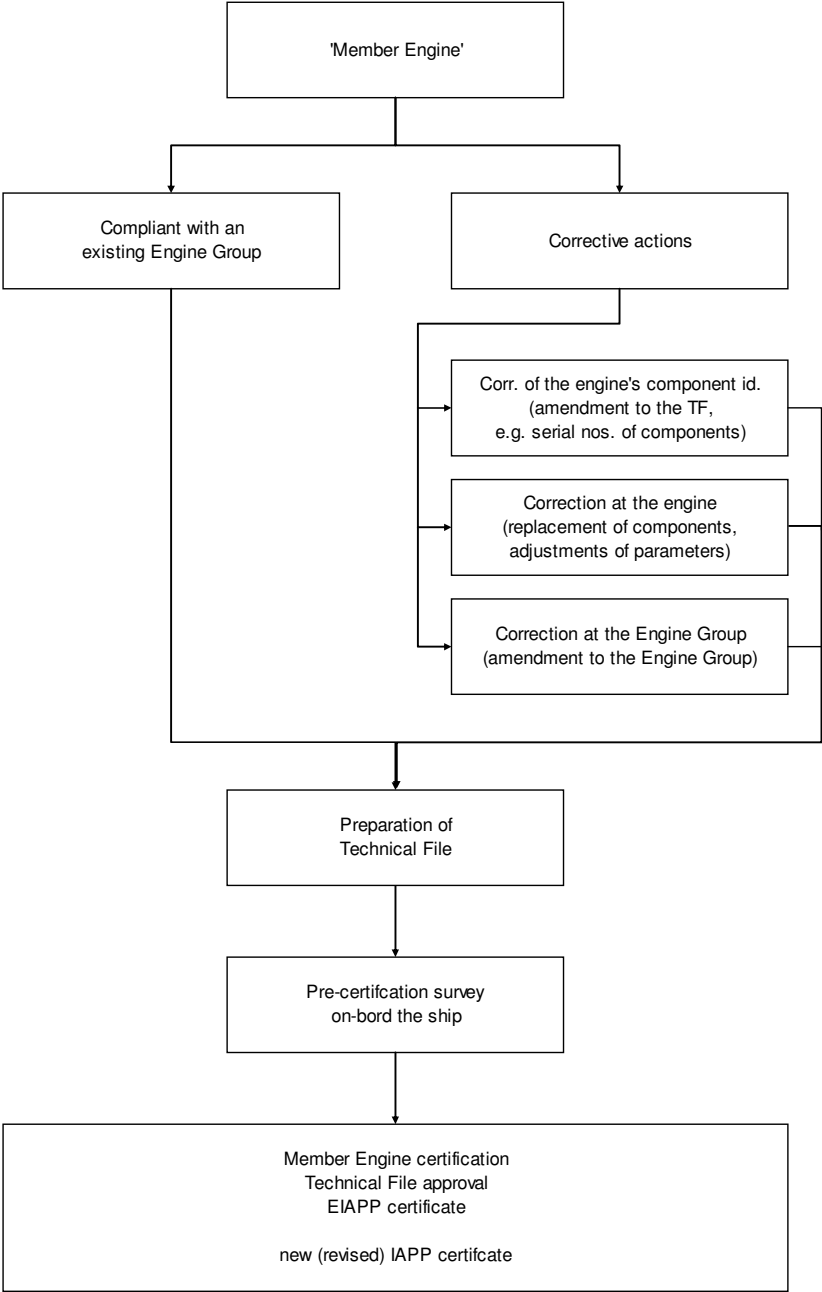 'Member Engine'
Compliant with an
existing Engine Group
Corrective actions
Corr. of the engine's component id.
(amendment to the TF,
e.g. serial nos. of components)
Correction at the engine
(replacement of components,
adjustments of parameters)
Correction at the Engine Group
(amendment to the Engine Group)
Preparation of
Technical File
Pre-certifcation survey
on-bord the ship
Member Engine certification
Technical File approval
EIAPP certificate
new (revised) IAPP certifcate